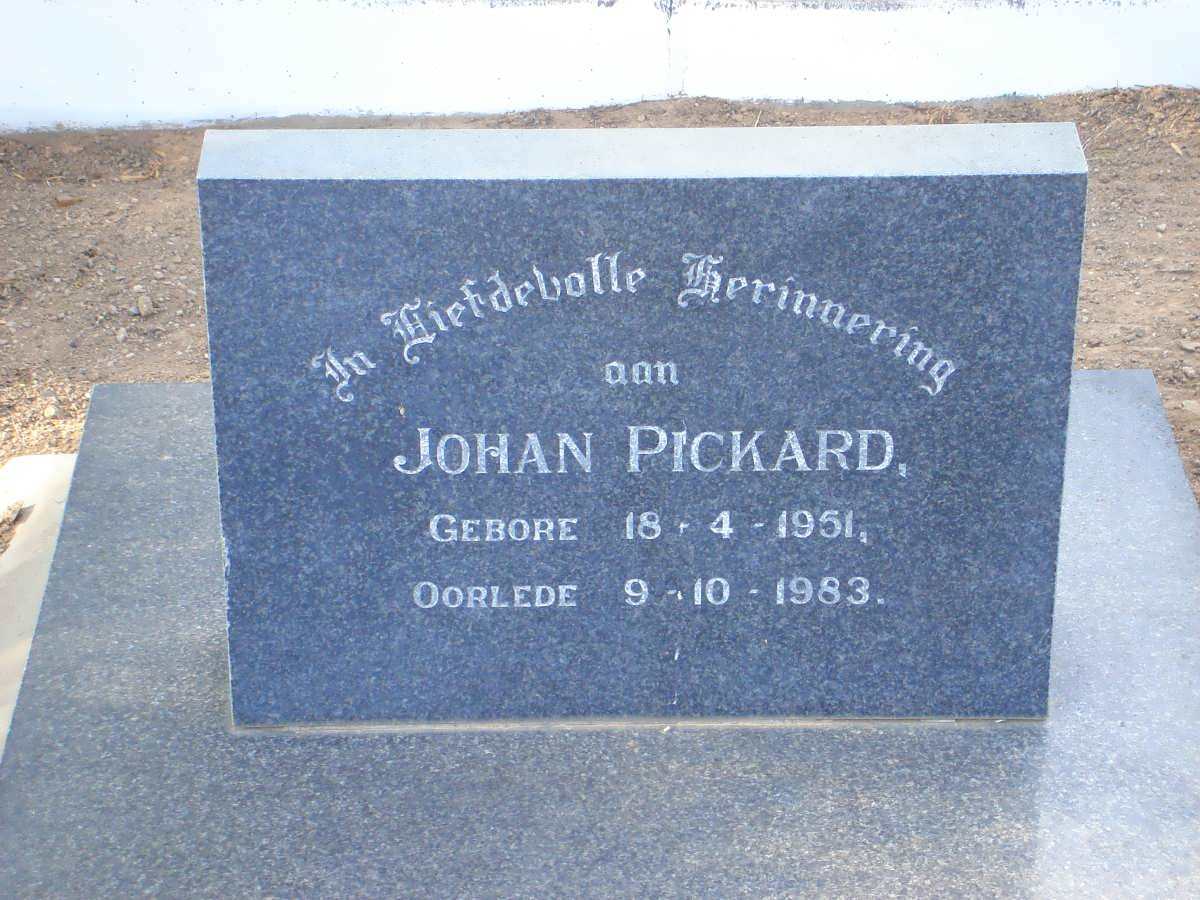 In Liefdevolle Herinnering
aan
JOHAN PICKARD,
GEBORE 18 - 4 - 1951,
OORLEDE 9 - 10 - 1983.